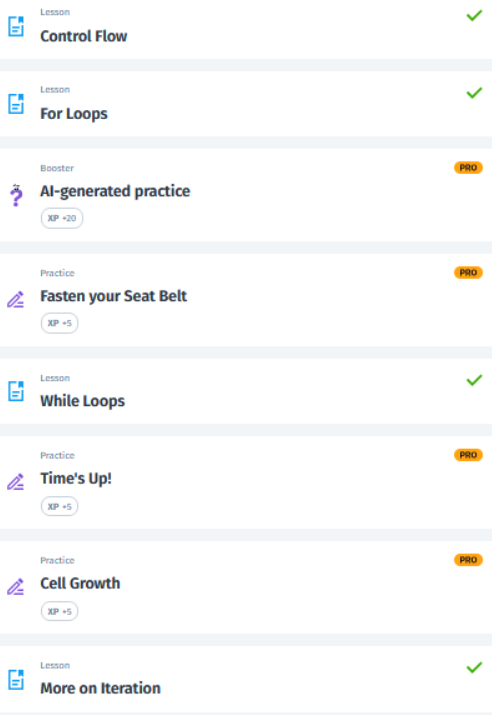 Lesson
Control Flow
Lesson
For Loops
Booster
PRO
AI-generated practice
XP +20
Practice
PRO
Fasten your Seat Belt
XP +5
Lesson
While Loops
Practice
PRO
Time's Up!
XP +5
Practice
PRO
Cell Growth
XP +5
Lesson
More on Iteration